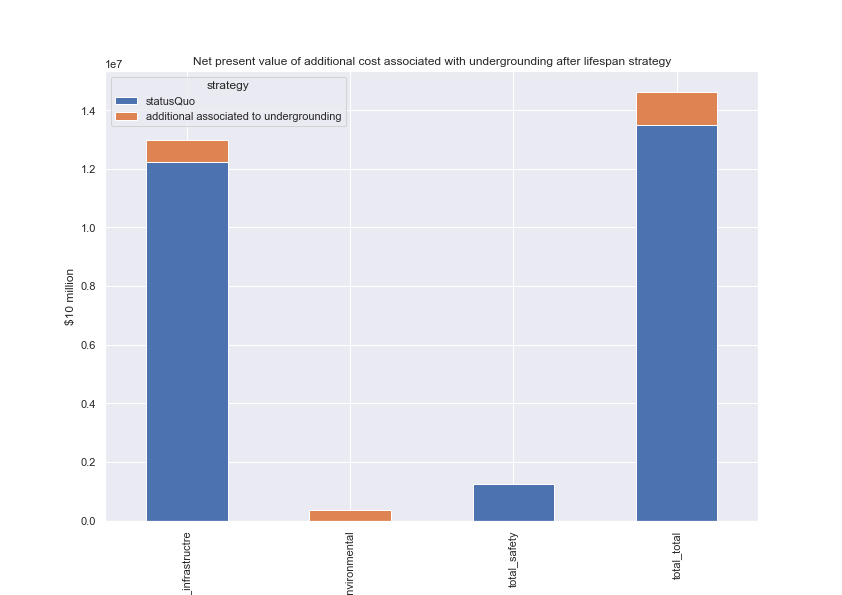 Net present value of additional cost associated with undergrounding after lifespan strategy
1e7
strategy
statusQuo
additional associated to undergrounding
1.4
1.2
1.0
0.8
0.6
0.4
0.2
0.0
$10 million
_infrastructre
nvironmental
total_safety
total_total